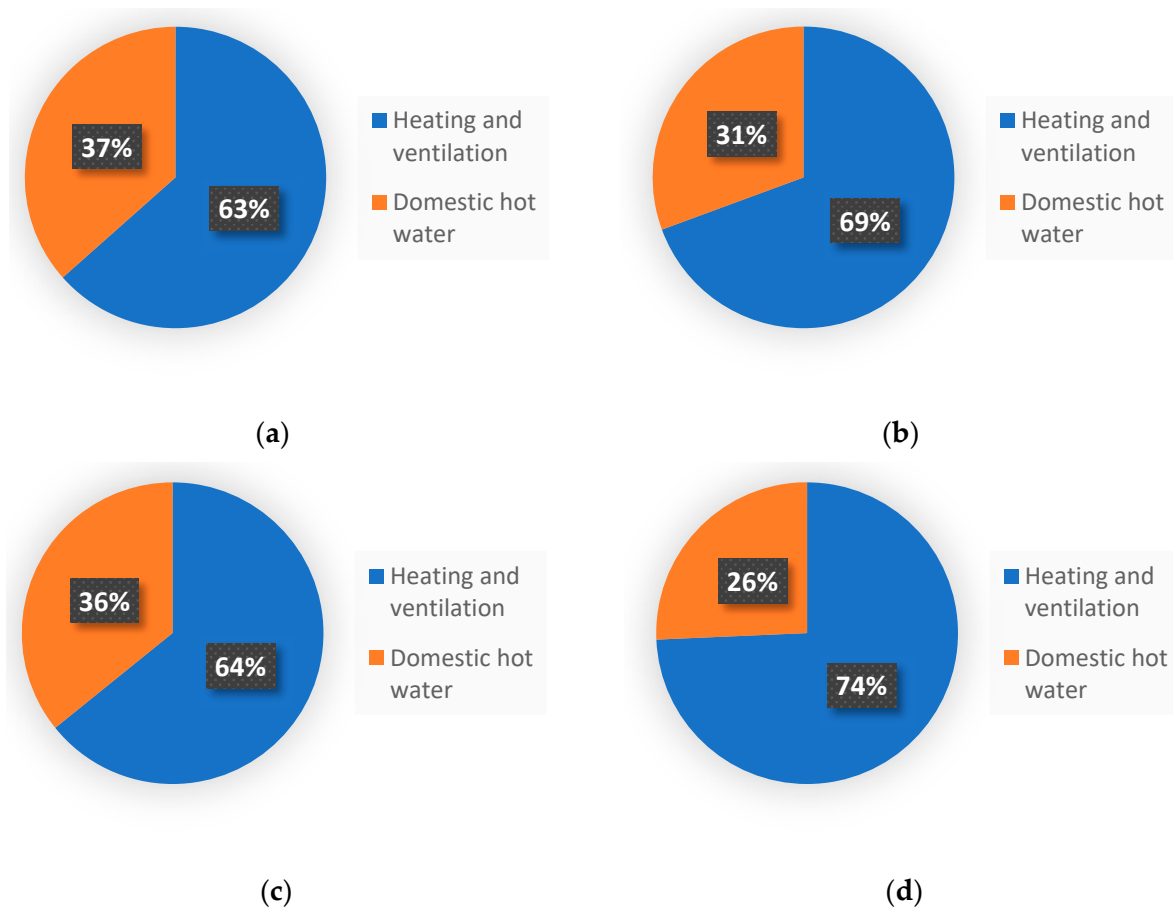 37%
63%
Heating and
ventilation
Domestic hot
water
(a)
31%
69%
Heating and
ventilation
Domestic hot
water
(b)
36%
64%
Heating and
ventilation
Domestic hot
water
(c)
26%
74%
Heating and
ventilation
Domestic hot
water
(d)